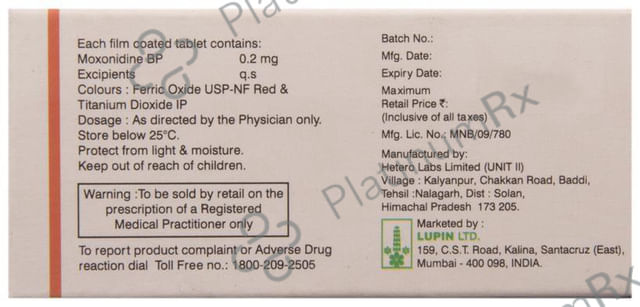 Each film coated tablet contains:
Moxonidine BP 0.2 mg
Excipients q.s
Colours : Ferric Oxide USP-NF Red &
Titanium Dioxide IP
Dosage : As directed by the Physician only.
Store below 25°C.
Protect from light & moisture.
Keep out of reach of children.
Warning :To be sold by retail on the
prescription of a Registered
Medical Practitioner only
To report product complaint or Adverse Drug
reaction dial Toll Free no.: 1800-209-2505
Batch No.:
Mfg. Date:
Expiry Date:
Maximum
Retail Price ₹:
(Inclusive of all taxes)
Mfg. Lic. No.: MNB/09/780
Manufactured by:
Hetero Labs Limited (UNIT II)
Village : Kalyanpur, Chakkan Road, Baddi,
Tehsil :Nalagarh, Dist : Solan,
Himachal Pradesh 173 205.
Marketed by :
LUPIN LTD.
159, C.S.T. Road, Kalina, Santacruz (East),
Mumbai - 400 098, INDIA.
PlatinumRx